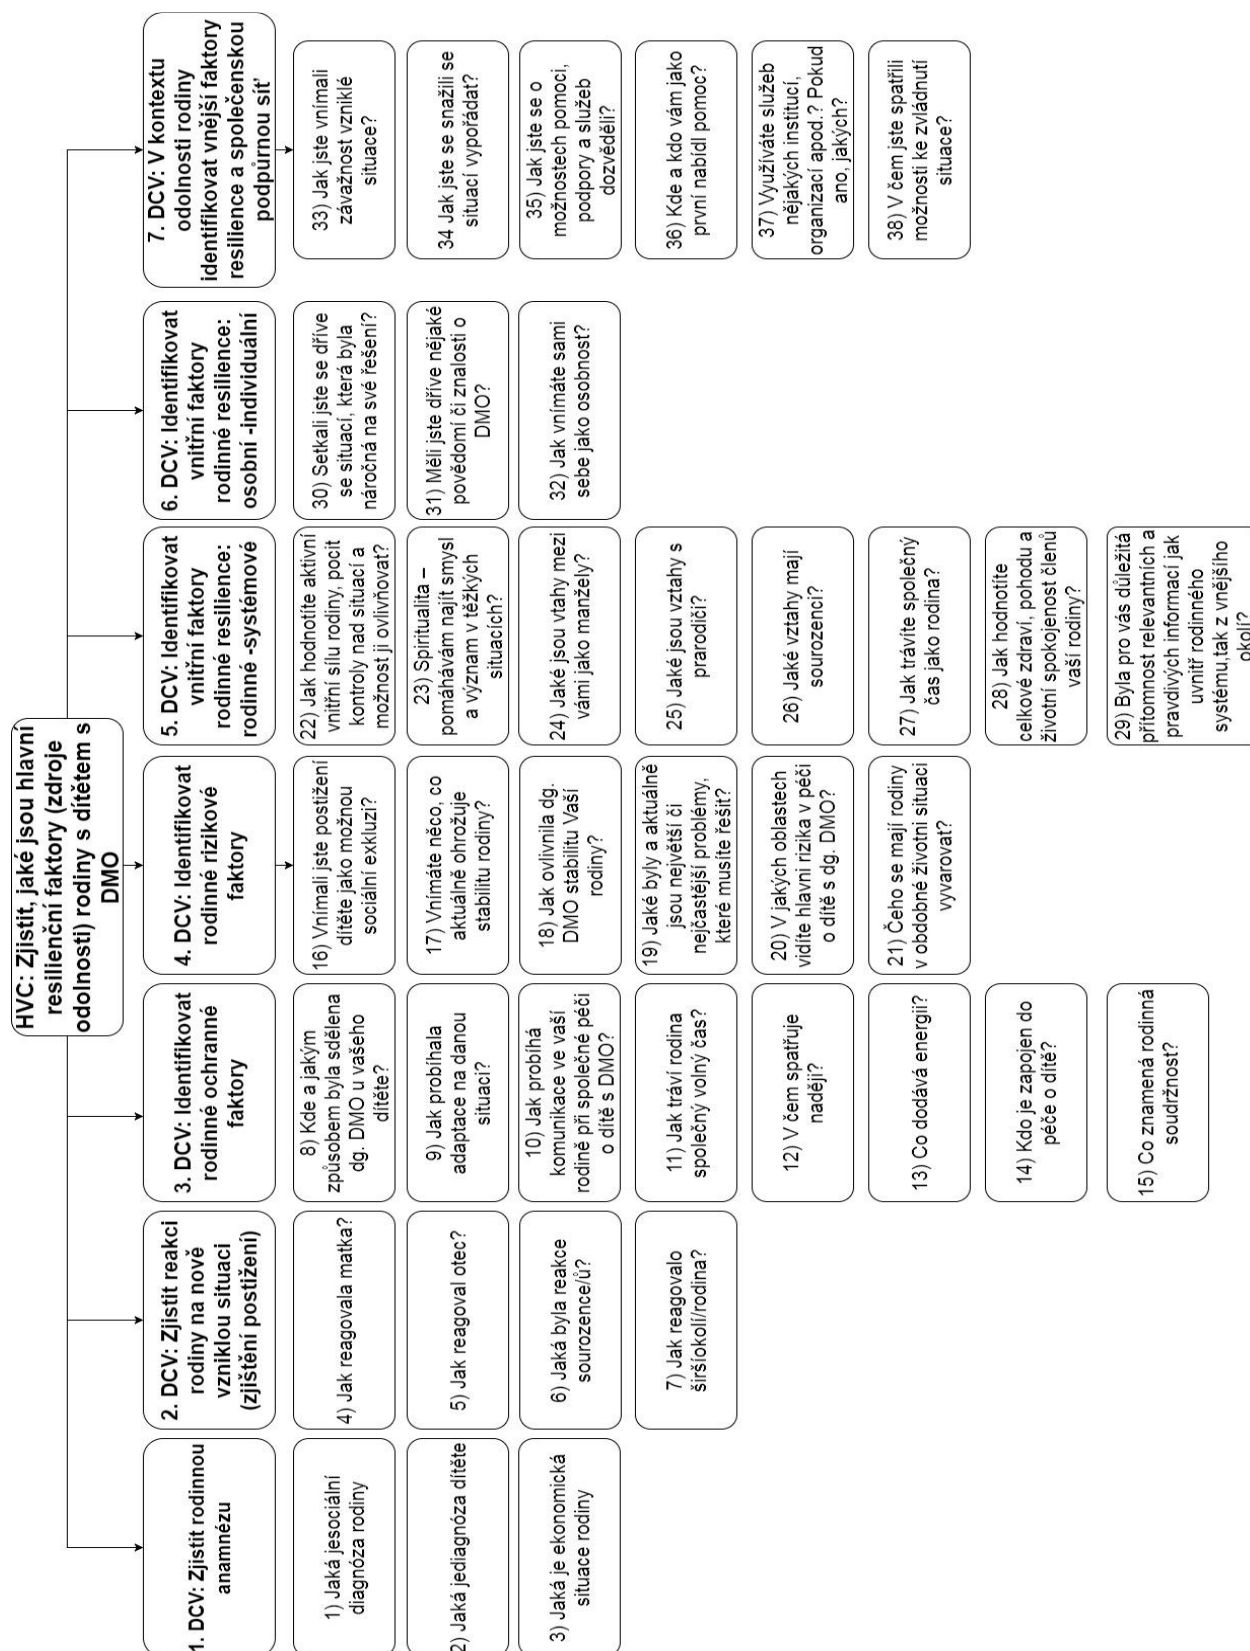 HVC: Zjistit, jaké jsou hlavní
resilienční faktory (zdroje
odolnosti) rodiny s dítětem s
DMO
1. DCV: Zjistit rodinnou
anamnézu
1) Jaká jesociální
diagnóza rodiny
2) Jaká jediagnóza dítěte
3) Jaká je ekonomická
situace rodiny
2. DCV: Zjistit reakci
rodiny na nově
vzniklou situaci
(zjištění postižení)
4) Jak reagovala matka?
5) Jak reagoval otec?
6) Jaká byla reakce
sourozence/ů?
7) Jak reagovalo
širšíokolí/rodina?
3. DCV: Identifikovat
rodinné ochranné
faktory
8) Kde a jakým
způsobem byla sdělena
dg. DMO u vašeho
dítěte?
9) Jak probíhala
adaptace na danou
situaci?
10) Jak probíhá
komunikace ve vaší
rodině při společné péči
o dítě s DMO?
11) Jak tráví rodina
společný volný čas?
12) V čem spatřuje
naději?
13) Co dodává energii?
14) Kdo je zapojen do
péče o dítě?
15) Co znamená rodinná
soudržnost?
4. DCV: Identifikovat
rodinné rizikové
faktory
16) Vnímali jste postižení
dítěte jako možnou
sociální exkluzi?
17) Vnímáte něco, co
aktuálně ohrožuje
stabilitu rodiny?
18) Jak ovlivnila dg.
DMO stabilitu Vaší
rodiny?
19) Jaké byly a aktuálně
jsou největší či
nejčastější problémy,
které musíte řešit?
20) V jakých oblastech
vidíte hlavní rizika v péči
o dítě s dg. DMO?
21) Čeho se mají rodiny
v obdobné životní situaci
vyvarovat?
5. DCV: Identifikovat
vnitřní faktory
rodinné resilience:
rodinné -systémové
22) Jak hodnotíte aktivní
vnitřní sílu rodiny, pocit
kontroly nad situací a
možnost ji ovlivňovat?
23) Spiritualita –
pomáhávám najít smysl
a význam v těžkých
situacích?
24) Jaké jsou vtahy mezi
vámi jako manžely?
25) Jaké jsou vztahy s
prarodiči?
26) Jaké vztahy mají
sourozenci?
27) Jak trávíte společný
čas jako rodina?
28) Jak hodnotíte
celkové zdraví, pohodu a
životní spokojenost členů
vaší rodiny?
29) Byla pro vás důležitá
přítomnost relevantních a
pravdivých informací jak
uvnitř rodinného
systému,tak z vnějšího
okolí?
6. DCV: Identifikovat
vnitřní faktory
rodinné resilience:
osobní -individuální
30) Setkali jste se dříve
se situací, která byla
náročná na své řešení?
31) Měli jste dříve nějaké
povědomí či znalosti o
DMO?
32) Jak vnímáte sami
sebe jako osobnost?
7. DCV: V kontextu
odolnosti rodiny
identifikovat vnější faktory
resilience a společenskou
podpůrnou síť
33) Jak jste vnímali
závažnost vzniklé
situace?
34 Jak jste se snažili se
situací vypořádat?
35) Jak jste se o
možnostech pomoci,
podpory a služeb
dozvěděli?
36) Kde a kdo vám jako
první nabídl pomoc?
37) Využíváte služeb
nějakých institucí,
organizací apod.? Pokud
ano, jakých?
38) V čem jste spatřili
možnosti ke zvládnutí
situace?